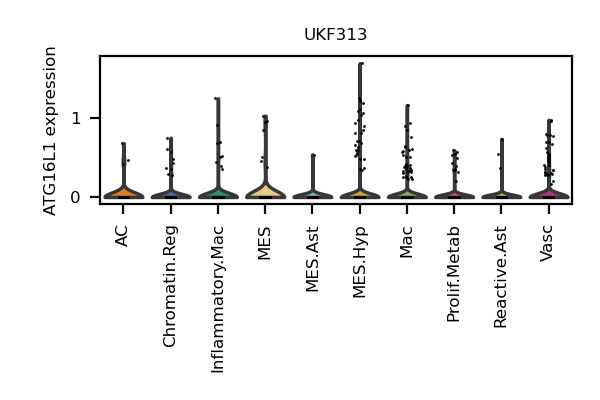 UKF313
ATG16L1 expression
1
0
AC
Chromatin.Reg
Inflammatory.Mac
MES
MES.Ast
MES.Hyp
Mac
Prolif.Metab
Reactive.Ast
Vasc